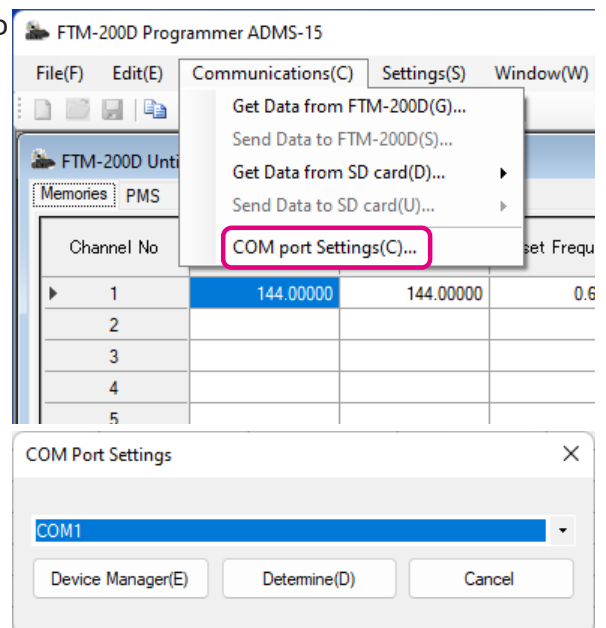 FTM-200D Programmer ADMS-15
File(F) Edit(E) Communications(C) Settings(S) Window(W)
Get Data from FTM-200D(G)...
Send Data to FTM-200D(S)...
Get Data from SD card(D)...
Send Data to SD card(U)...
COM port Settings(C)...
FTM-200D Unti
Memories PMS
Channel No set Frequ
1 144.00000 144.00000 0.6
2
3
4
5
COM Port Settings
COM1
Device Manager(E) Determine(D) Cancel